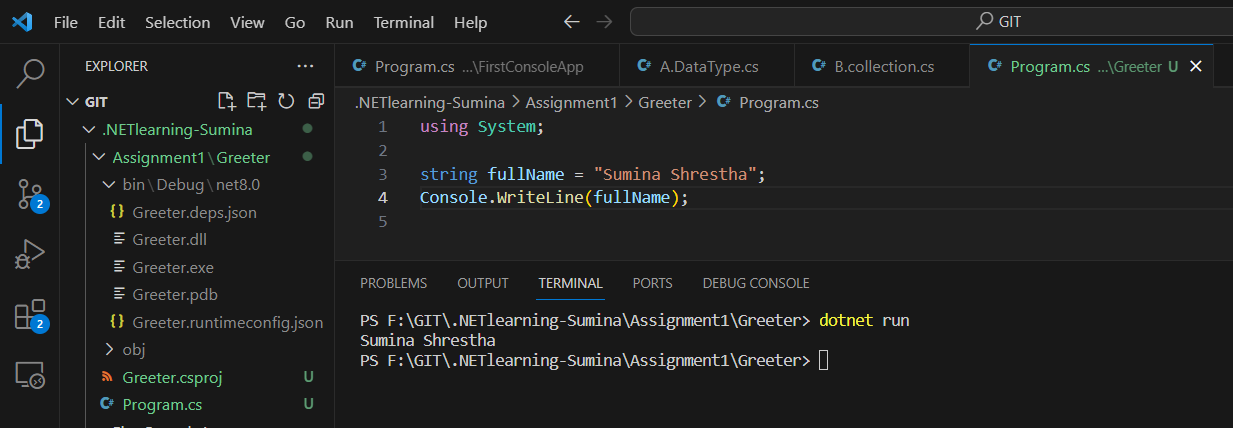 File Edit Selection View Go Run Terminal Help GIT
EXPLORER
GIT
.NETlearning-Sumina
Assignment1\Greeter
bin\Debug\net8.0
{} Greeter.deps.json
Greeter.dll
Greeter.exe
Greeter.pdb
{} Greeter.runtimeconfig.json
obj
Greeter.csproj U
C# Program.cs U
2
2
C# Program.cs ...\FirstConsoleApp C# A.DataType.cs C# B.collection.cs C# Program.cs ...\Greeter U
.NETlearning-Sumina > Assignment1 > Greeter > C# Program.cs
1 using System;
2
3 string fullName = "Sumina Shrestha";
4 Console.WriteLine(fullName);
5
PROBLEMS OUTPUT TERMINAL PORTS DEBUG CONSOLE
PS F:\GIT\.NETlearning-Sumina\Assignment1\Greeter> dotnet run
Sumina Shrestha
PS F:\GIT\.NETlearning-Sumina\Assignment1\Greeter>